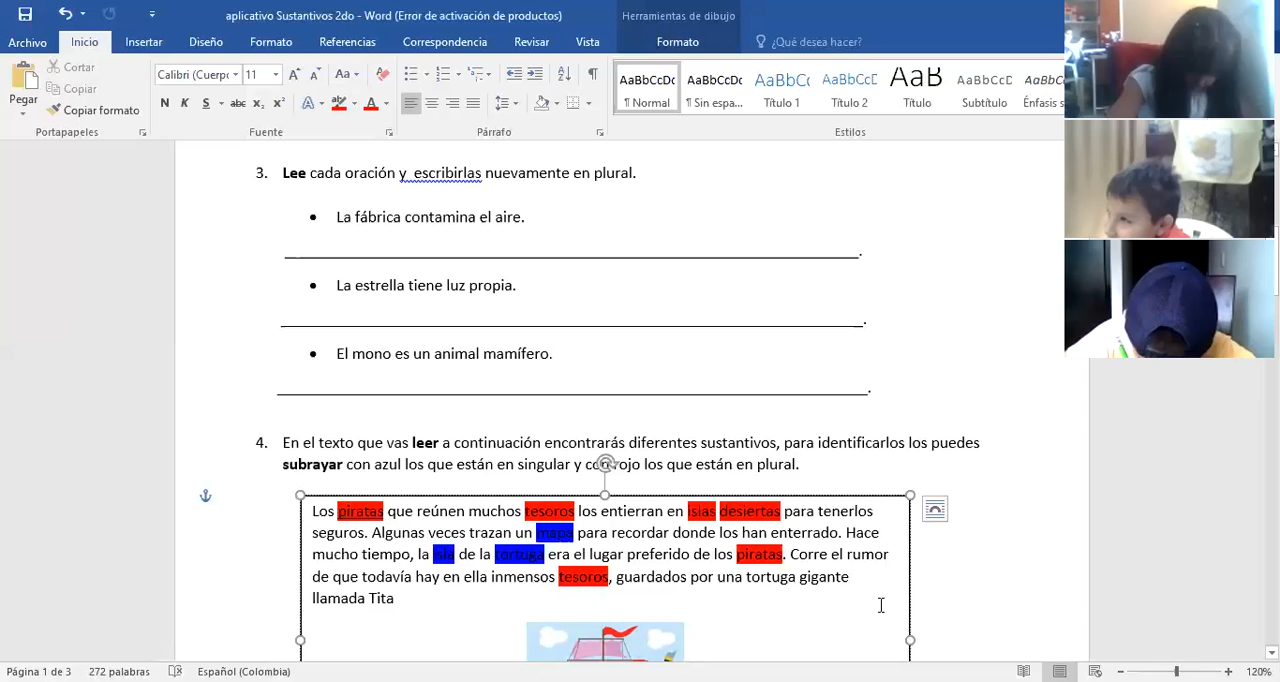 aplicativo Sustantivos 2do - Word (Error de activación de productos)
Herramientas de dibujo
Archivo Inicio Insertar Diseño Formato Referencias Correspondencia Revisar Vista Formato ¿Qué desea hacer?
Pegar
Cortar
Copiar
Copiar formato
Portapapeles
Calibri (Cuerpo 11
N K S abc x₂ x²
Aa
A A
Fuente
Párrafo
AaBbCcDc AaBbCcDc AaBbCc AaBbCcD AaB AaBbCcD AaBbCc
¶ Normal ¶ Sin espa... Título 1 Título 2 Título Subtítulo Énfasis s
Estilos
3. Lee cada oración y escribirlas nuevamente en plural.
• La fábrica contamina el aire.
.
• La estrella tiene luz propia.
.
• El mono es un animal mamífero.
.
4. En el texto que vas leer a continuación encontrarás diferentes sustantivos, para identificarlos los puedes
subrayar con azul los que están en singular y con rojo los que están en plural.
Los piratas que reúnen muchos tesoros los entierran en islas desiertas para tenerlos
seguros. Algunas veces trazan un mapa para recordar donde los han enterrado. Hace
mucho tiempo, la isla de la tortuga era el lugar preferido de los piratas. Corre el rumor
de que todavía hay en ella inmensos tesoros, guardados por una tortuga gigante
llamada Tita
Página 1 de 3 272 palabras Español (Colombia) 120%